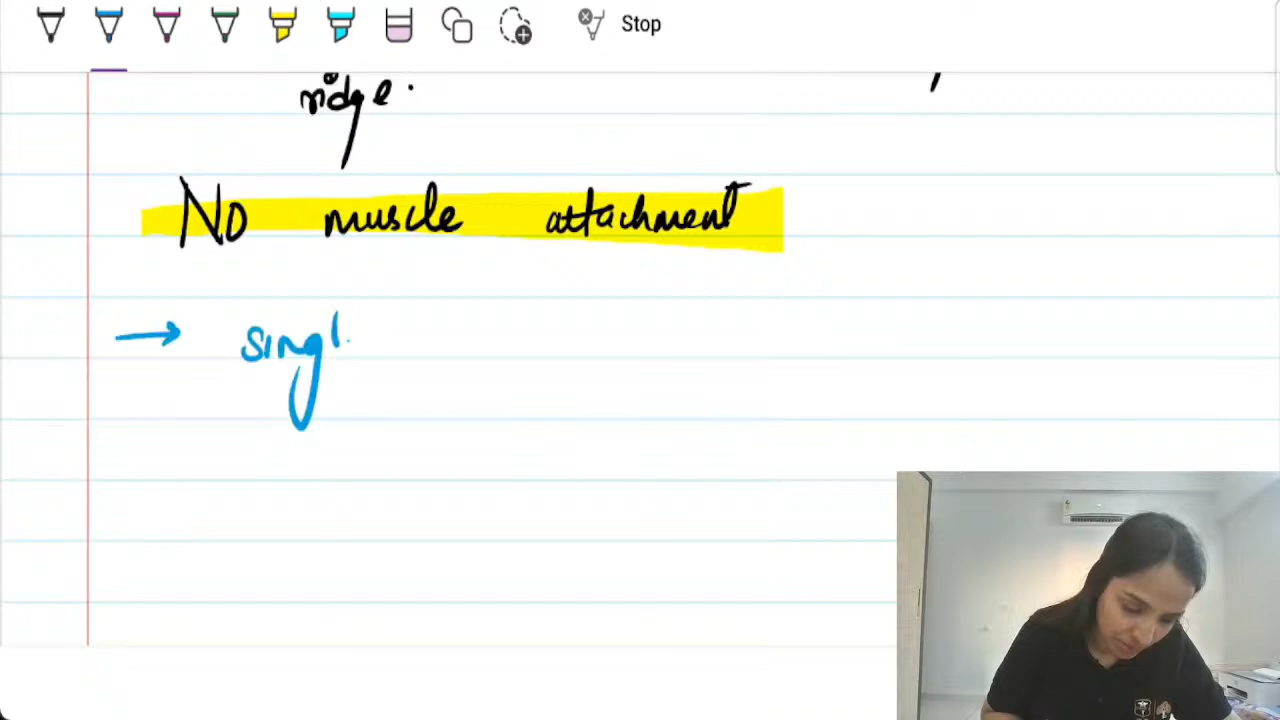 Stop
ridge.
No muscle attachment
→ singl